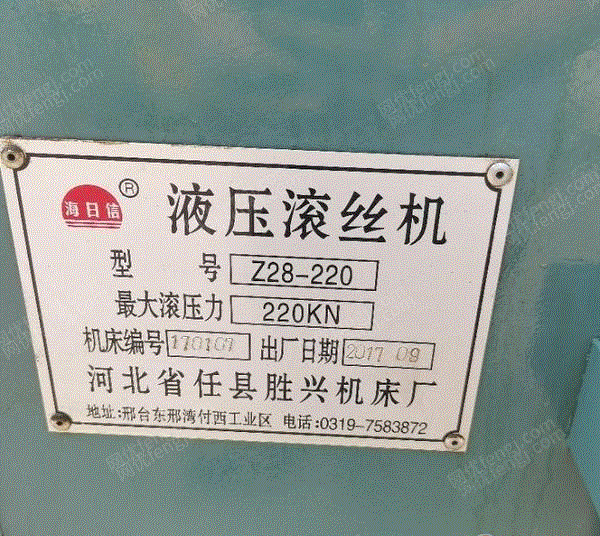 海日信 ® 液压滚丝机
型 号 Z28-220
最大滚压力 220KN
机床编号 170107 出厂日期 2017 09
河北省任县胜兴机床厂
地址:邢台东邢湾付西工业区 电话:0319-7583872